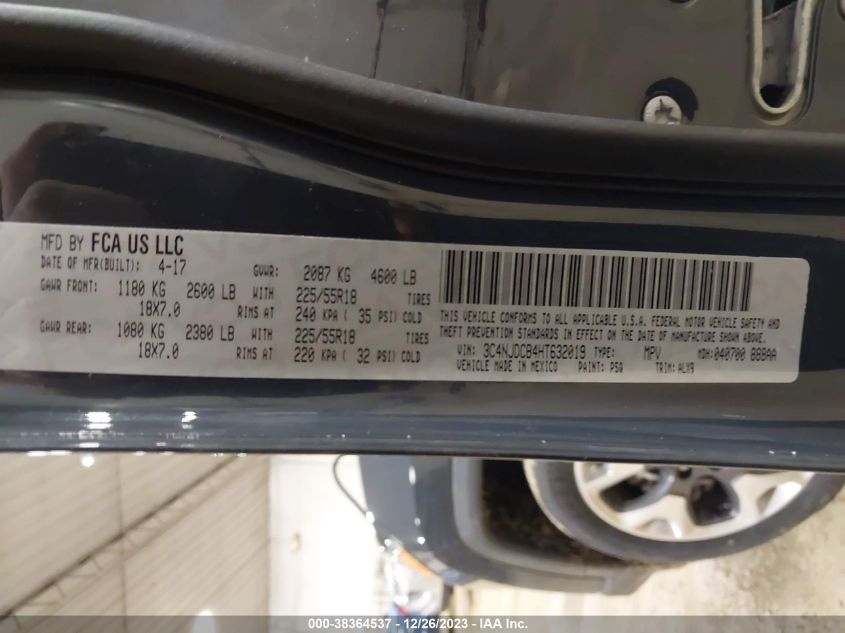 MFD BY FCA US LLC
DATE OF MFR(BUILT): 4-17 GVWR: 2087 KG 4600 LB
GAWR FRONT: 1180 KG 2600 LB WITH 225/55R18 TIRES
18X7.0 RIMS AT 240 KPA ( 35 PSI) COLD
GAWR REAR: 1080 KG 2380 LB WITH 225/55R18 TIRES
18X7.0 RIMS AT 220 KPA ( 32 PSI) COLD
THIS VEHICLE CONFORMS TO ALL APPLICABLE U.S.A. FEDERAL MOTOR VEHICLE SAFETY AND
THEFT PREVENTION STANDARDS IN EFFECT ON THE DATE OF MANUFACTURE SHOWN ABOVE.
VIN: 3C4NJDCB4HT632019 TYPE: MPV MDH: 040700 888AA
VEHICLE MADE IN MEXICO PAINT: PSQ TRIM: ALX9
000-38364537 - 12/26/2023 - IAA Inc.